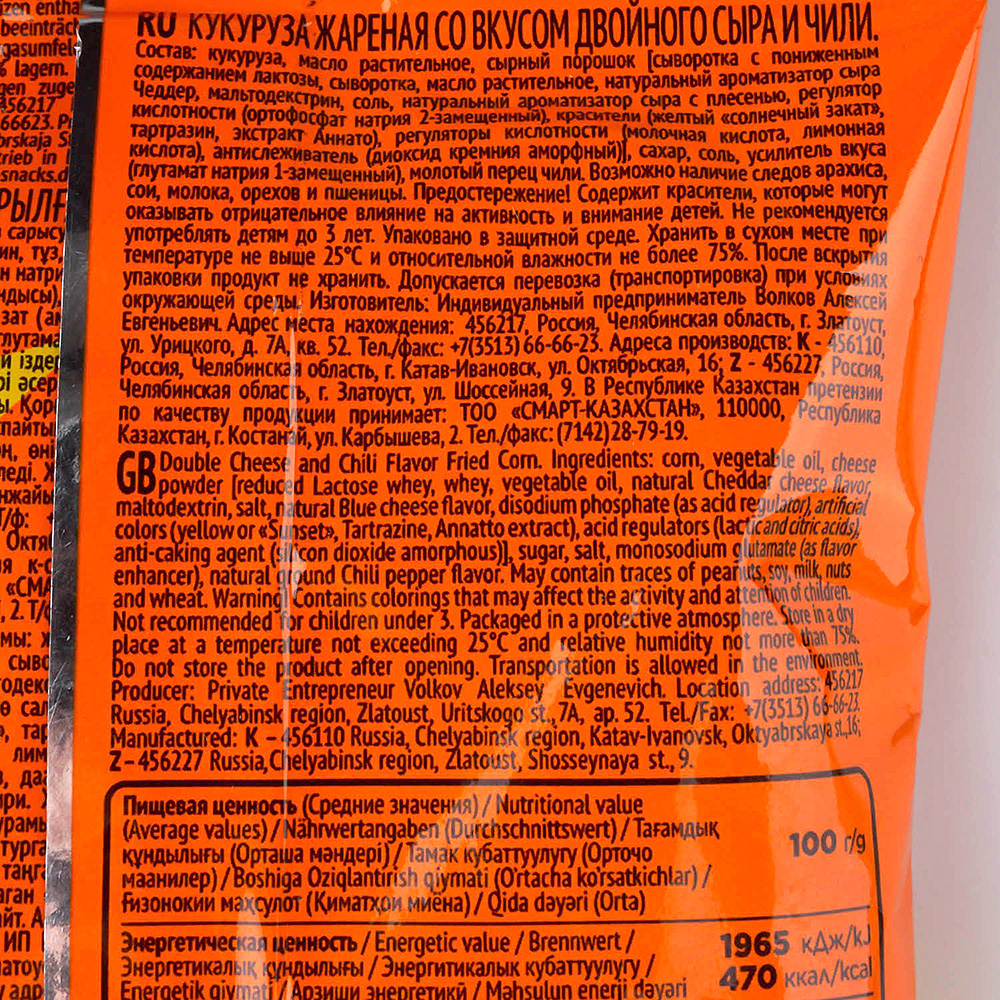 RU КУКУРУЗА ЖАРЕНАЯ СО ВКУСОМ ДВОЙНОГО СЫРА И ЧИЛИ.
Состав: кукуруза, масло растительное, сырный порошок [сыворотка с пониженным
содержанием лактозы, сыворотка, масло растительное, натуральный ароматизатор сыра
Чеддер, мальтодекстрин, соль, натуральный ароматизатор сыра с плесенью, регулятор
кислотности (ортофосфат натрия 2-замещенный), красители (желтый «солнечный закат»,
тартразин, экстракт Аннато), регуляторы кислотности (молочная кислота, лимонная
кислота), антислеживатель (диоксид кремния аморфный)], сахар, соль, усилитель вкуса
(глутамат натрия 1-замещенный), молотый перец чили. Возможно наличие следов арахиса,
сои, молока, орехов и пшеницы. Предостережение! Содержит красители, которые могут
оказывать отрицательное влияние на активность и внимание детей. Не рекомендуется
употреблять детям до 3 лет. Упаковано в защитной среде. Хранить в сухом месте при
температуре не выше 25°С и относительной влажности не более 75%. После вскрытия
упаковки продукт не хранить. Допускается перевозка (транспортировка) при условиях
окружающей среды. Изготовитель: Индивидуальный предприниматель Волков Алексей
Евгеньевич. Адрес места нахождения: 456217, Россия, Челябинская область, г. Златоуст,
ул. Урицкого, д. 7А, кв. 52. Тел./факс: +7(3513) 66-66-23. Адреса производств: K - 456110,
Россия, Челябинская область, г. Катав-Ивановск, ул. Октябрьская, 16; Z - 456227, Россия,
Челябинская область, г. Златоуст, ул. Шоссейная, 9. В Республике Казахстан претензии
по качеству продукции принимает: ТОО «СМАРТ-КАЗАХСТАН», 110000, Республика
Казахстан, г. Костанай, ул. Карбышева, 2. Тел./факс: (7142) 28-79-19.
GB Double Cheese and Chili Flavor Fried Corn. Ingredients: corn, vegetable oil, cheese
powder [reduced Lactose whey, whey, vegetable oil, natural Cheddar cheese flavor,
maltodextrin, salt, natural Blue cheese flavor, disodium phosphate (as acid regulator), artificial
colors (yellow or «Sunset», Tartrazine, Annatto extract), acid regulators (lactic and citric acids),
anti-caking agent (silicon dioxide amorphous)], sugar, salt, monosodium glutamate (as flavor
enhancer), natural ground Chili pepper flavor. May contain traces of peanuts, soy, milk, nuts
and wheat. Warning! Contains colorings that may affect the activity and attention of children.
Not recommended for children under 3. Packaged in a protective atmosphere. Store in a dry
place at a temperature not exceeding 25°C and relative humidity not more than 75%.
Do not store the product after opening. Transportation is allowed in the environment.
Producer: Private Entrepreneur Volkov Aleksey Evgenevich. Location address: 456217
Russia, Chelyabinsk region, Zlatoust, Uritskogo st., 7A, ap. 52. Tel./Fax: +7(3513) 66-66-23.
Manufactured: K - 456110 Russia, Chelyabinsk region, Katav-Ivanovsk, Oktyabrskaya st.,16;
Z - 456227 Russia, Chelyabinsk region, Zlatoust, Shosseynaya st., 9.
Пищевая ценность (Средние значения) / Nutritional value
(Average values) / Nährwertangaben (Durchschnittswert) / Тағамдық
құндылығы (Орташа мәндері) / Тамак кубаттуулугу (Орточо
маанилер) / Boshiga Oziqlantirish qiymati (O'rtacha ko'rsatkichlar) /
Ғизонокии маҳсулот (Қиматҳои миёна) / Qida dəyəri (Orta)
100 г/g
Энергетическая ценность / Energetic value / Brennwert /
Энергетикалық құндылығы / Энергитикалык кубаттуулугу /
Energetik qiymati / Арзиши энергетикӣ / Məhsulun enerji dəyəri
1965 кДж/kJ
470 ккал/kcal